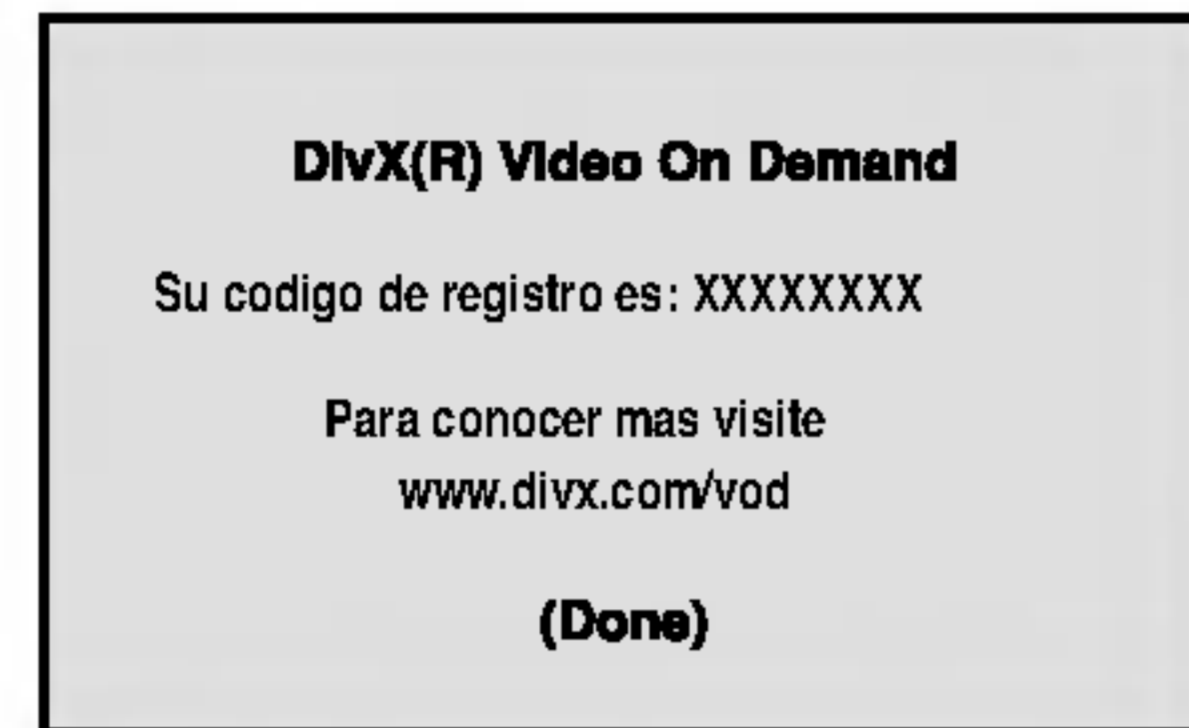 DivX(R) Video On Demand
Su codigo de registro es: XXXXXXXX
Para conocer mas visite
www.divx.com/vod
(Done)